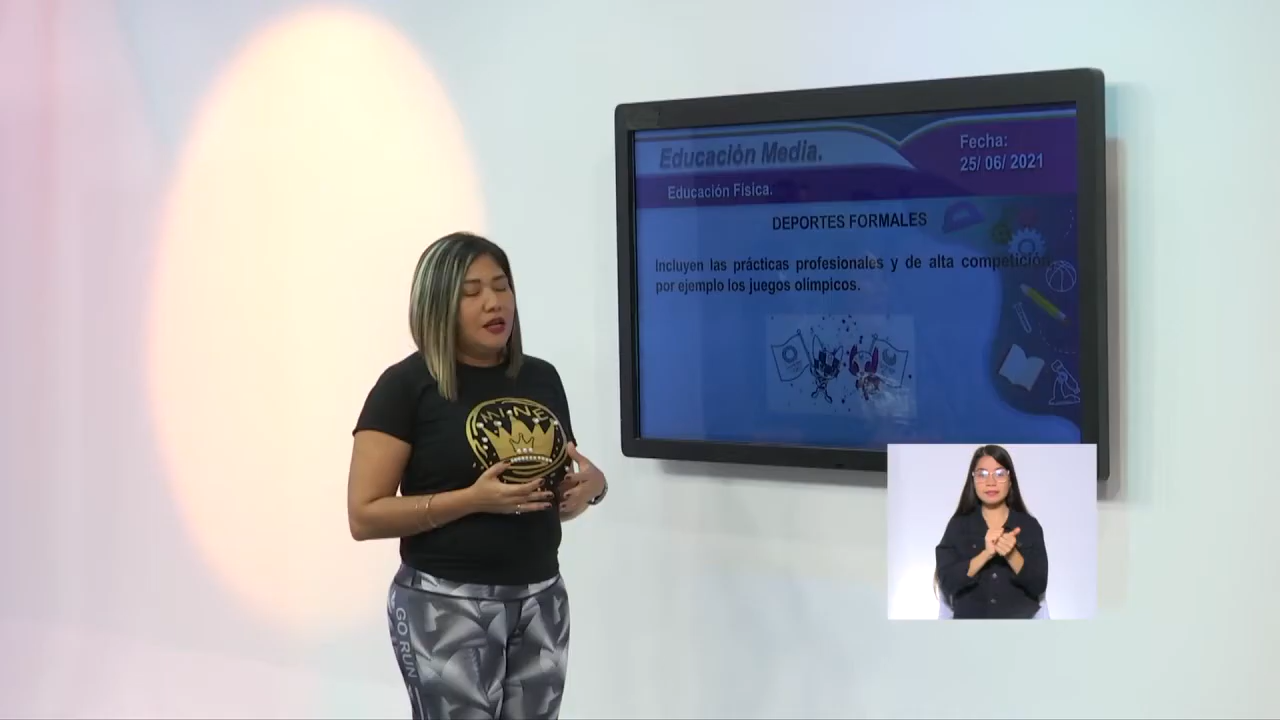 Educación Media.
Fecha:
25/ 06/ 2021
Educación Física.
DEPORTES FORMALES
Incluyen las prácticas profesionales y de alta competición,
por ejemplo los juegos olímpicos.
MINE
GO RUN